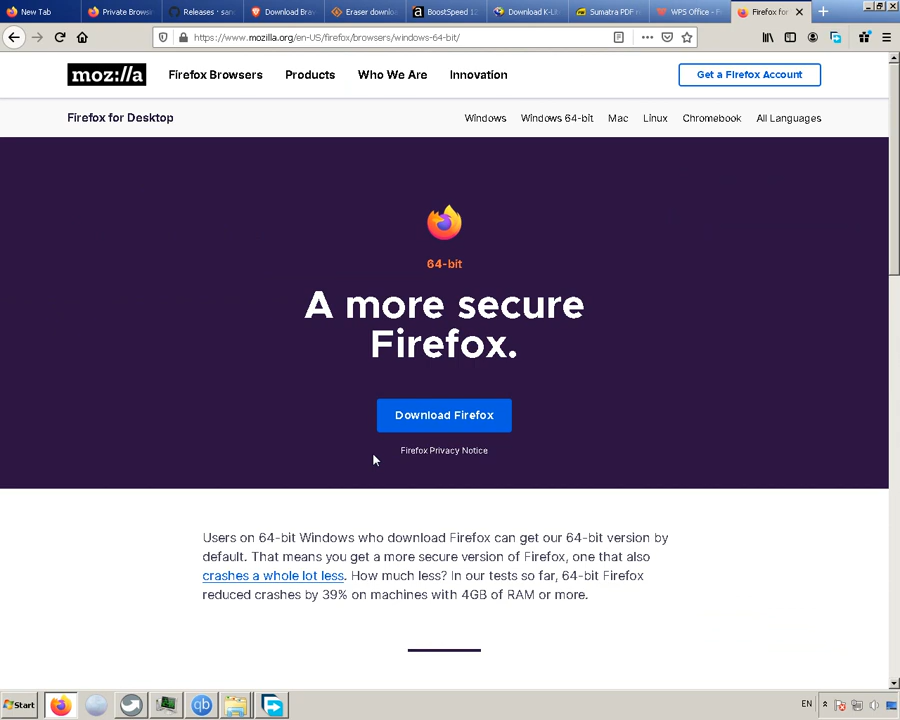 New Tab
Private Brows
Releases · san
Download Bra
Eraser downlo
BoostSpeed 12
Download K-Li
Sumatra PDF r
WPS Office - F
Firefox for
https://www.mozilla.org/en-US/firefox/browsers/windows-64-bit/
moz://a
Firefox Browsers
Products
Who We Are
Innovation
Get a Firefox Account
Firefox for Desktop
Windows
Windows 64-bit
Mac
Linux
Chromebook
All Languages
64-bit
A more secure
Firefox.
Download Firefox
Firefox Privacy Notice
Users on 64-bit Windows who download Firefox can get our 64-bit version by
default. That means you get a more secure version of Firefox, one that also
crashes a whole lot less. How much less? In our tests so far, 64-bit Firefox
reduced crashes by 39% on machines with 4GB of RAM or more.
Start
qb
EN